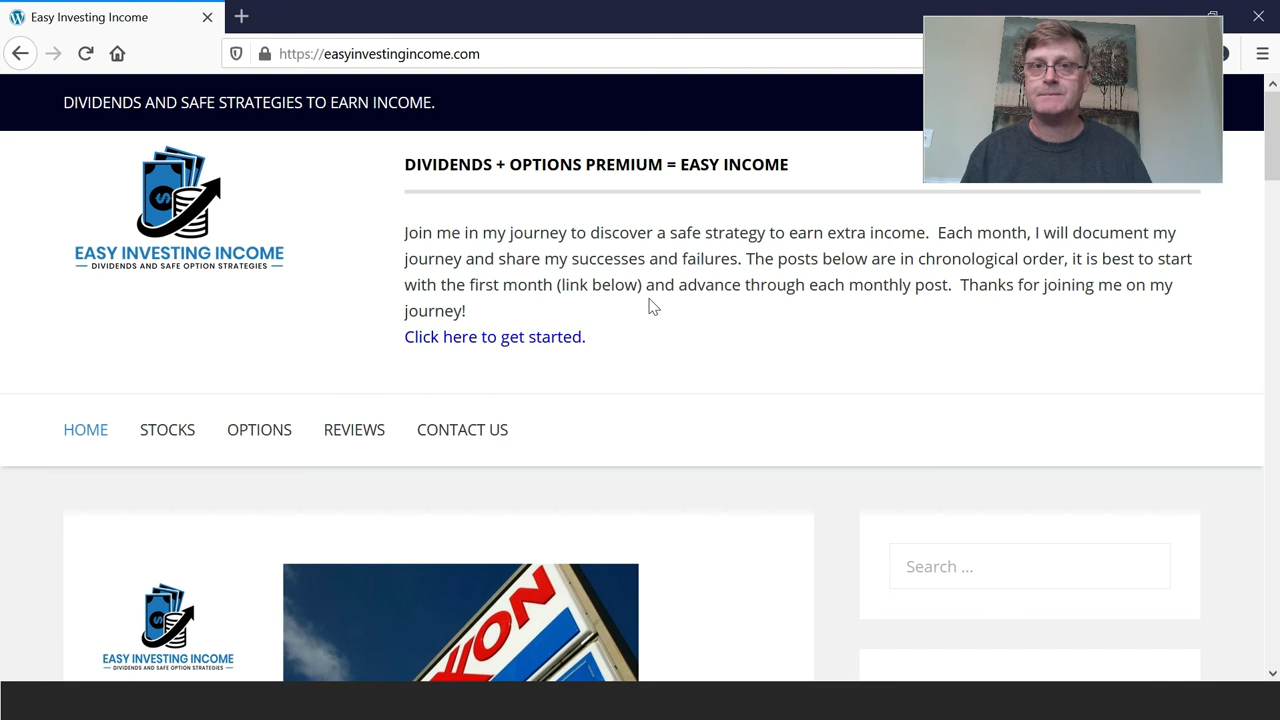 Easy Investing Income
https://easyinvestingincome.com
DIVIDENDS AND SAFE STRATEGIES TO EARN INCOME.
EASY INVESTING INCOME
DIVIDENDS AND SAFE OPTION STRATEGIES
DIVIDENDS + OPTIONS PREMIUM = EASY INCOME
Join me in my journey to discover a safe strategy to earn extra income.  Each month, I will document my
journey and share my successes and failures. The posts below are in chronological order, it is best to start
with the first month (link below) and advance through each monthly post.  Thanks for joining me on my
journey!
Click here to get started.
HOME STOCKS OPTIONS REVIEWS CONTACT US
Search ...
EASY INVESTING INCOME
DIVIDENDS AND SAFE OPTION STRATEGIES
EXXON